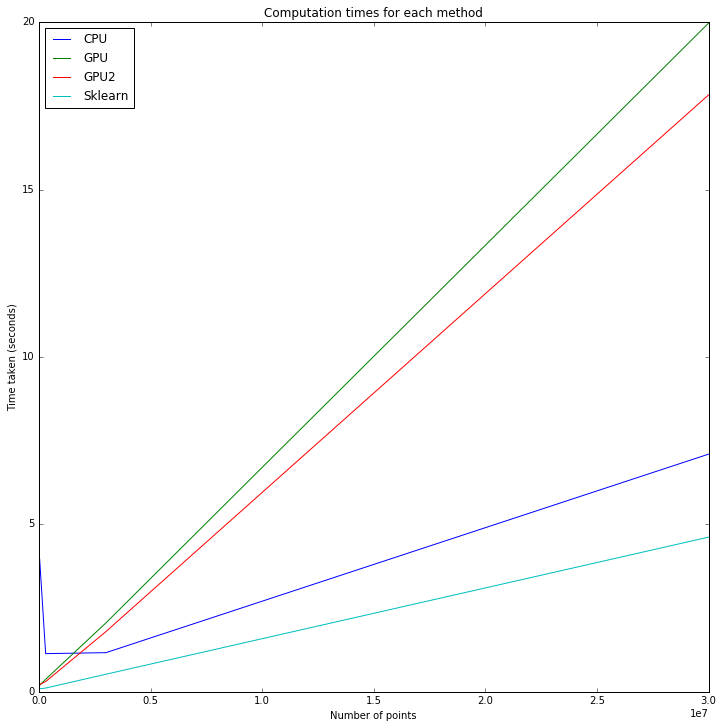 Computation times for each method
CPU
GPU
GPU2
Sklearn
20
15
10
5
0
Time taken (seconds)
0.0 0.5 1.0 1.5 2.0 2.5 3.0
1e7
Number of points